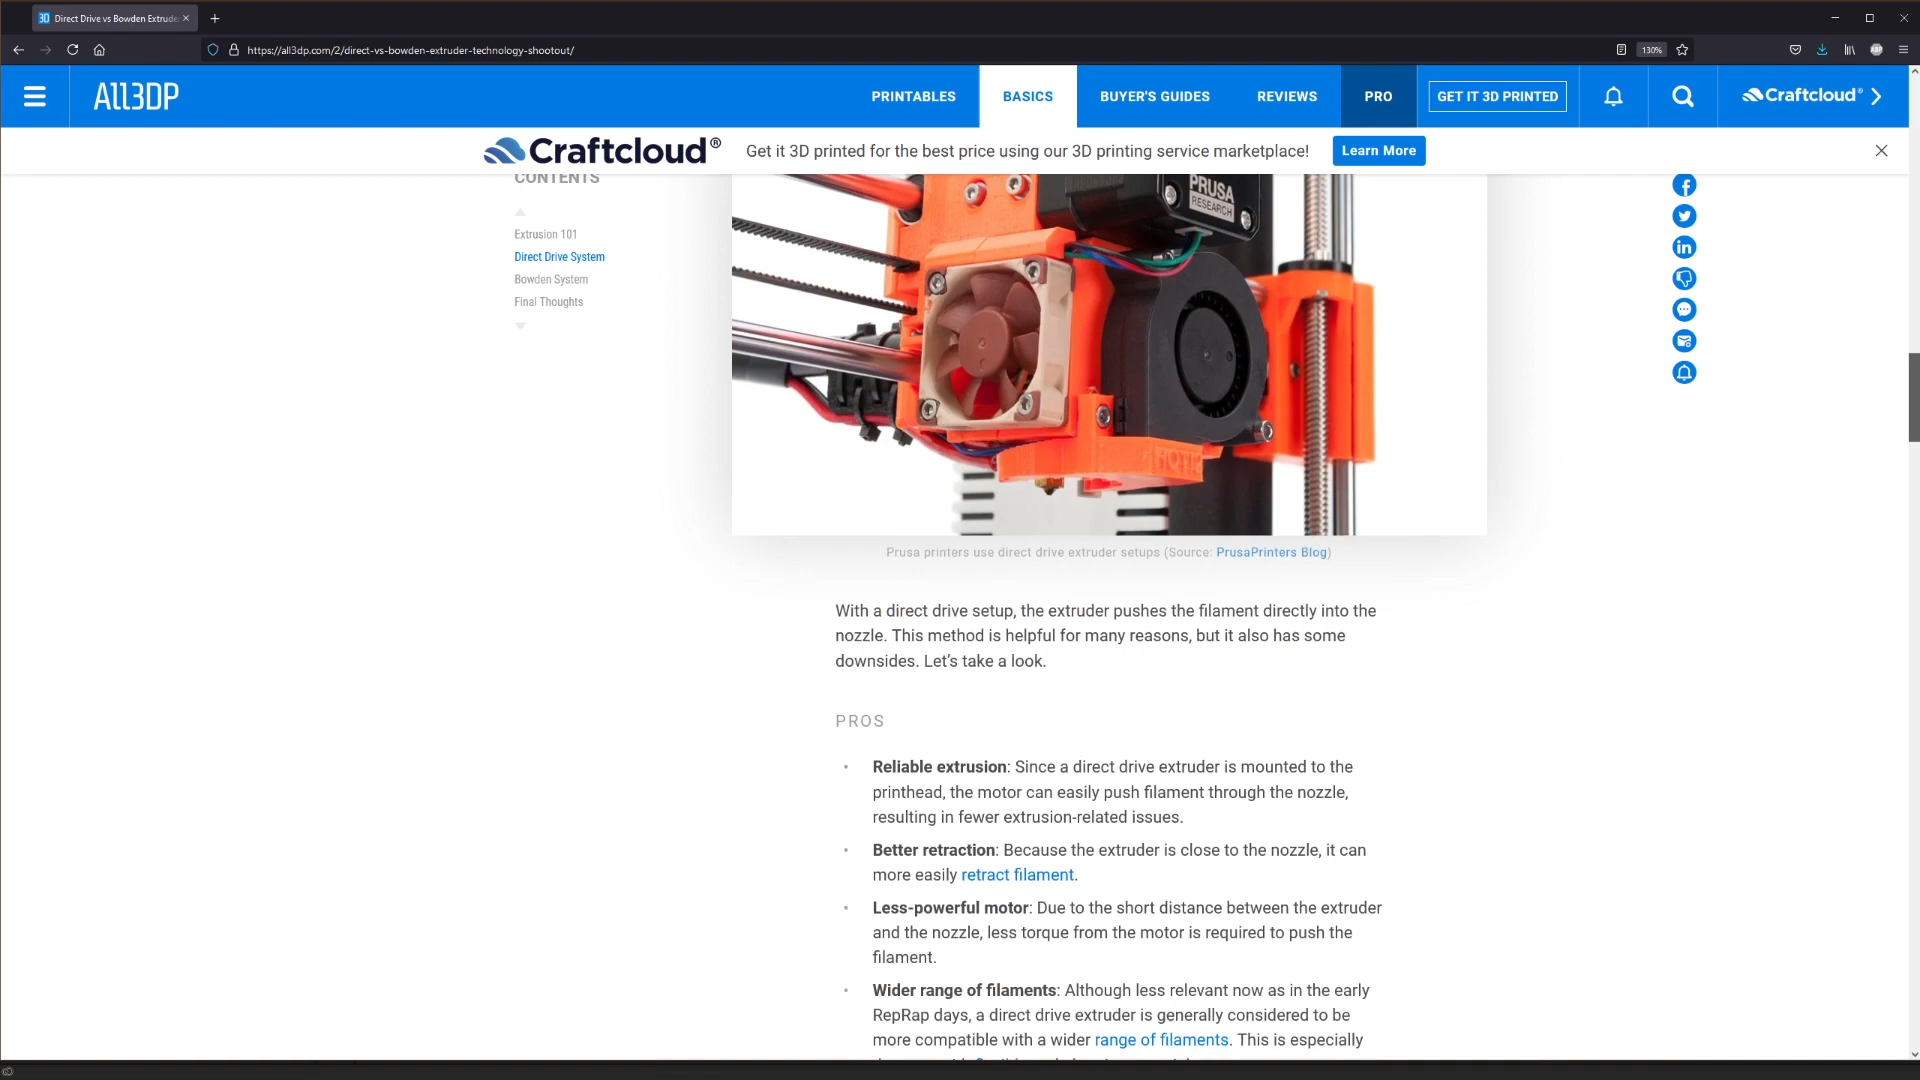 Direct Drive vs Bowden Extrude
https://all3dp.com/2/direct-vs-bowden-extruder-technology-shootout/
130%
All3DP
PRINTABLES
BASICS
BUYER'S GUIDES
REVIEWS
PRO
GET IT 3D PRINTED
Craftcloud®
Craftcloud®
Get it 3D printed for the best price using our 3D printing service marketplace!
Learn More
CONTENTS
Extrusion 101
Direct Drive System
Bowden System
Final Thoughts
PRUSA
RESEARCH
Prusa printers use direct drive extruder setups (Source: PrusaPrinters Blog)
With a direct drive setup, the extruder pushes the filament directly into the
nozzle. This method is helpful for many reasons, but it also has some
downsides. Let’s take a look.
PROS
• Reliable extrusion: Since a direct drive extruder is mounted to the
printhead, the motor can easily push filament through the nozzle,
resulting in fewer extrusion-related issues.
• Better retraction: Because the extruder is close to the nozzle, it can
more easily retract filament.
• Less-powerful motor: Due to the short distance between the extruder
and the nozzle, less torque from the motor is required to push the
filament.
• Wider range of filaments: Although less relevant now as in the early
RepRap days, a direct drive extruder is generally considered to be
more compatible with a wider range of filaments. This is especially